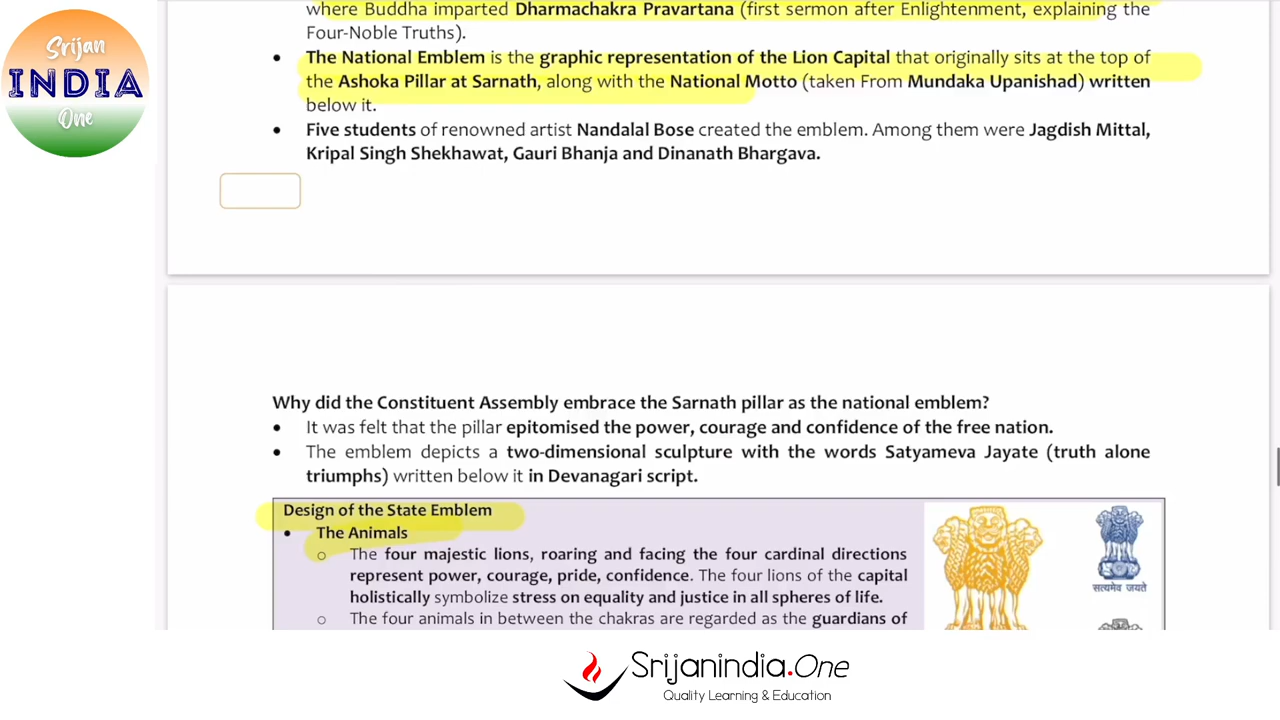 Srijan
INDIA
One
where Buddha imparted Dharmachakra Pravartana (first sermon after Enlightenment, explaining the
Four-Noble Truths).
• The National Emblem is the graphic representation of the Lion Capital that originally sits at the top of
the Ashoka Pillar at Sarnath, along with the National Motto (taken From Mundaka Upanishad) written
below it.
• Five students of renowned artist Nandalal Bose created the emblem. Among them were Jagdish Mittal,
Kripal Singh Shekhawat, Gauri Bhanja and Dinanath Bhargava.
Why did the Constituent Assembly embrace the Sarnath pillar as the national emblem?
• It was felt that the pillar epitomised the power, courage and confidence of the free nation.
• The emblem depicts a two-dimensional sculpture with the words Satyameva Jayate (truth alone
triumphs) written below it in Devanagari script.
Design of the State Emblem
• The Animals
o The four majestic lions, roaring and facing the four cardinal directions
represent power, courage, pride, confidence. The four lions of the capital
holistically symbolize stress on equality and justice in all spheres of life.
o The four animals in between the chakras are regarded as the guardians of
सत्यमेव जयते
Srijanindia.One
Quality Learning & Education